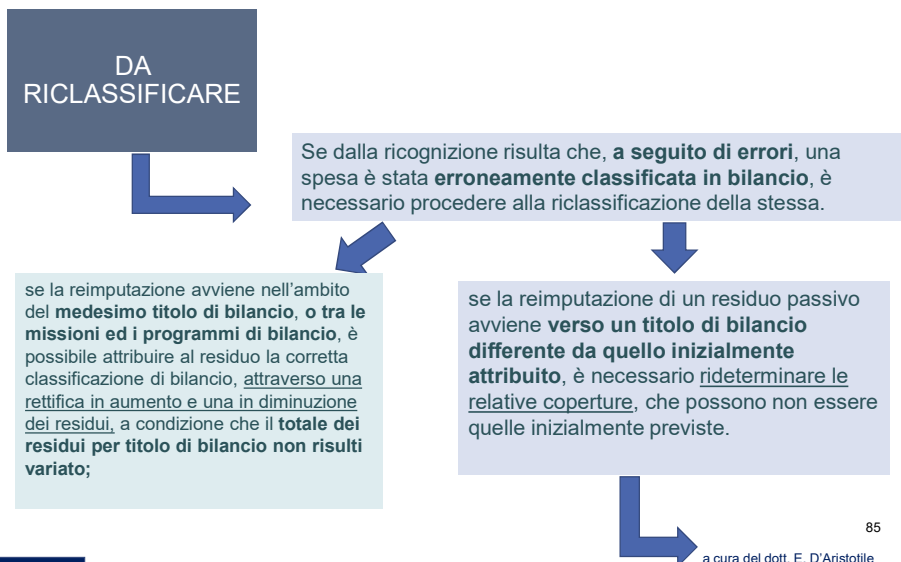 DA
RICLASSIFICARE
Se dalla ricognizione risulta che, a seguito di errori, una
spesa è stata erroneamente classificata in bilancio, è
necessario procedere alla riclassificazione della stessa.
se la reimputazione avviene nell’ambito
del medesimo titolo di bilancio, o tra le
missioni ed i programmi di bilancio, è
possibile attribuire al residuo la corretta
classificazione di bilancio, attraverso una
rettifica in aumento e una in diminuzione
dei residui, a condizione che il totale dei
residui per titolo di bilancio non risulti
variato;
se la reimputazione di un residuo passivo
avviene verso un titolo di bilancio
differente da quello inizialmente
attribuito, è necessario rideterminare le
relative coperture, che possono non essere
quelle inizialmente previste.
85
a cura del dott. E. D’Aristotile